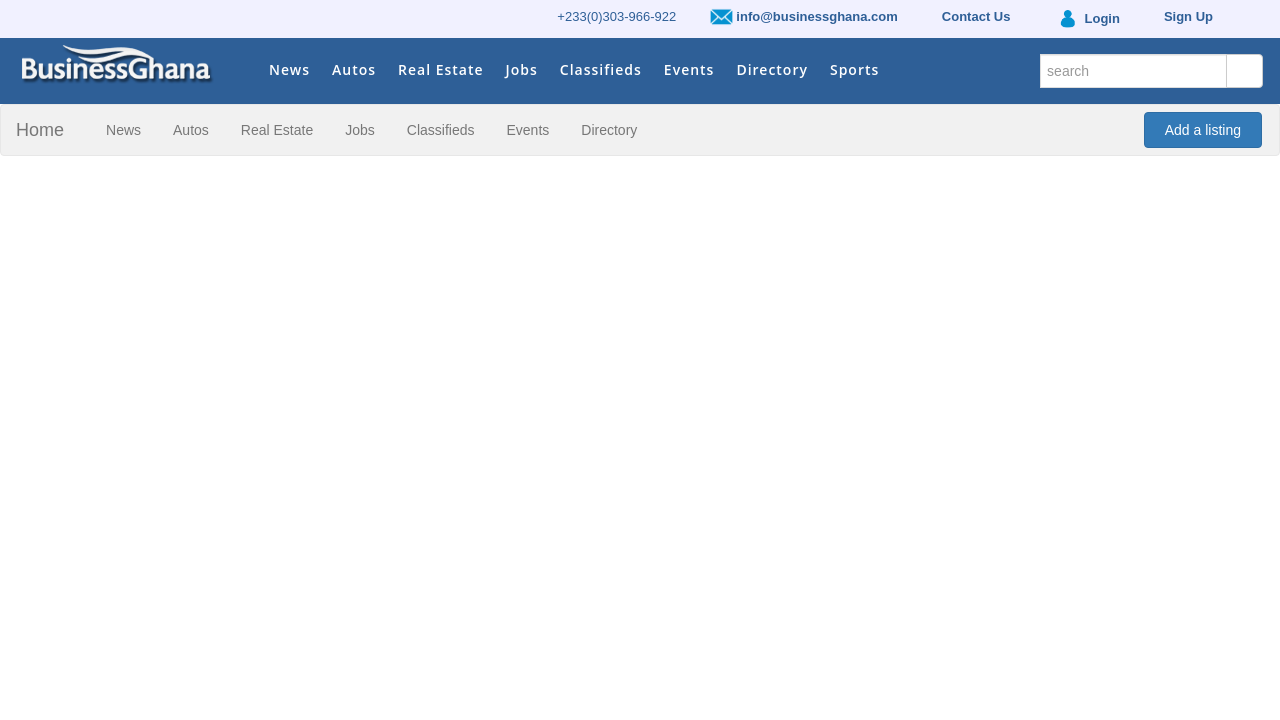 +233(0)303-966-922 info@businessghana.com Contact Us Login Sign Up
BusinessGhana News Autos Real Estate Jobs Classifieds Events Directory Sports search
Home News Autos Real Estate Jobs Classifieds Events Directory Add a listing